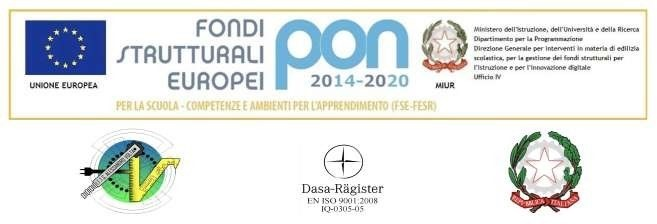 FONDI
STRUTTURALI
EUROPEI
pon
2014-2020
UNIONE EUROPEA
MIUR
Ministero dell'Istruzione, dell'Università e della Ricerca
Dipartimento per la Programmazione
Direzione Generale per interventi in materia di edilizia
scolastica, per la gestione dei fondi strutturali per
l'istruzione e per l'innovazione digitale
Ufficio IV
PER LA SCUOLA - COMPETENZE E AMBIENTI PER L'APPRENDIMENTO (FSE-FESR)
Dasa-Rägister
EN ISO 9001:2008
IQ-0305-05
REPUBBLICA ITALIANA